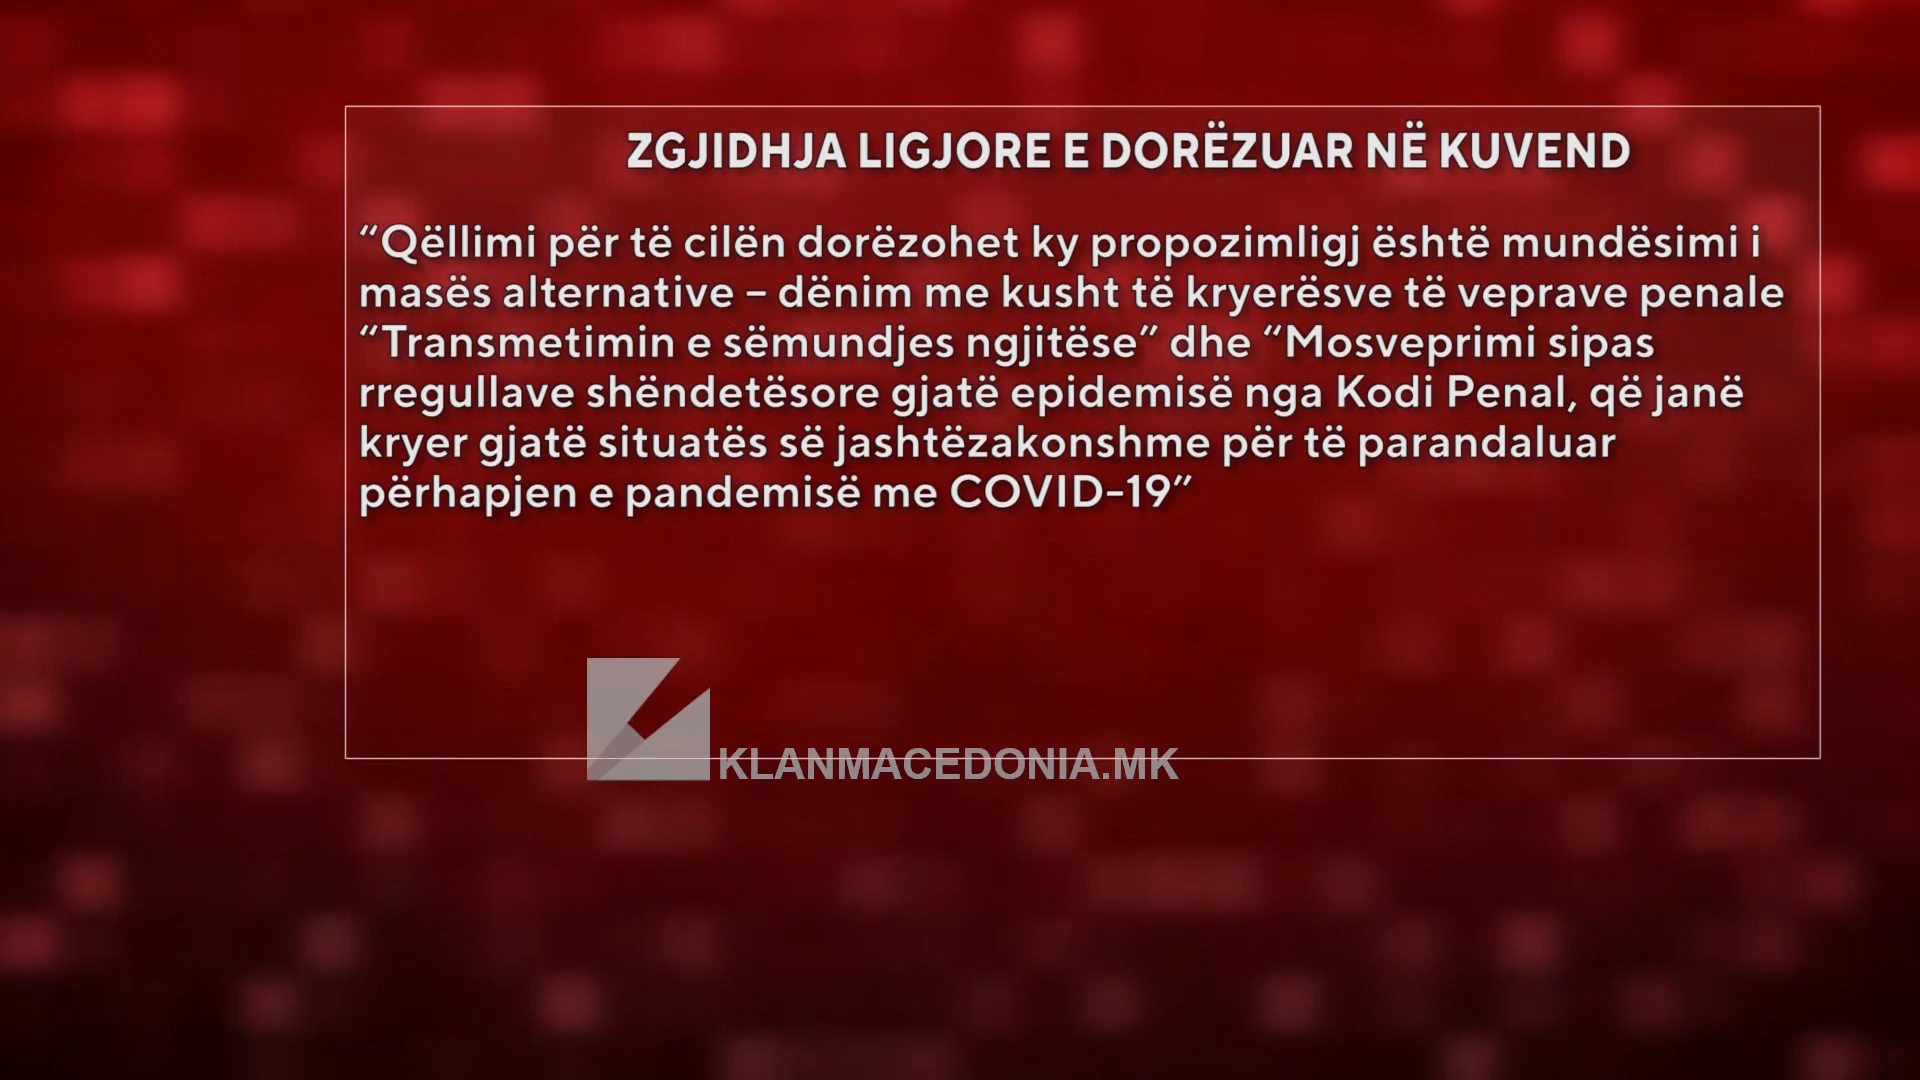 ZGJIDHJA LIGJORE E DORËZUAR NË KUVEND
“Qëllimi për të cilën dorëzohet ky propozimligj është mundësimi i
masës alternative – dënim me kusht të kryerësve të veprave penale
“Transmetimin e sëmundjes ngjitëse” dhe “Mosveprimi sipas
rregullave shëndetësore gjatë epidemisë nga Kodi Penal, që janë
kryer gjatë situatës së jashtëzakonshme për të parandaluar
përhapjen e pandemisë me COVID-19”
KLANMACEDONIA.MK